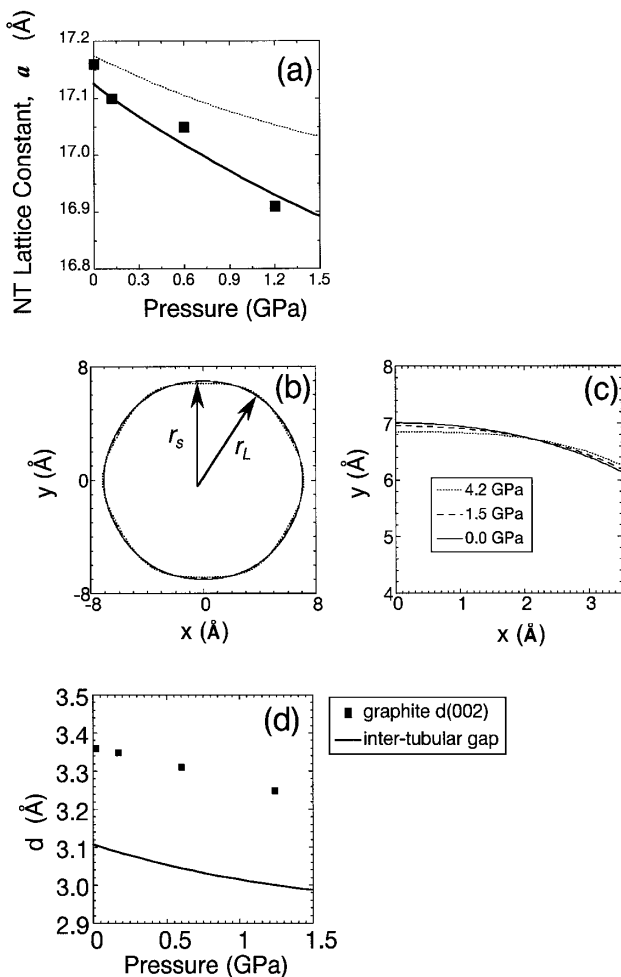 NT Lattice Constant, a (Å)
17.2
17.1
17.0
16.9
16.8
(a)
0
0.3
0.6
0.9
1.2
1.5
Pressure (GPa)
y (Å)
8
0
-8
(b)
r_s
r_L
-8
0
8
x (Å)
y (Å)
8
7
6
5
4
(c)
4.2 GPa
1.5 GPa
0.0 GPa
0
1
2
3
x (Å)
d (Å)
3.5
3.4
3.3
3.2
3.1
3.0
2.9
(d)
0
0.5
1
1.5
Pressure (GPa)
graphite d(002)
inter-tubular gap